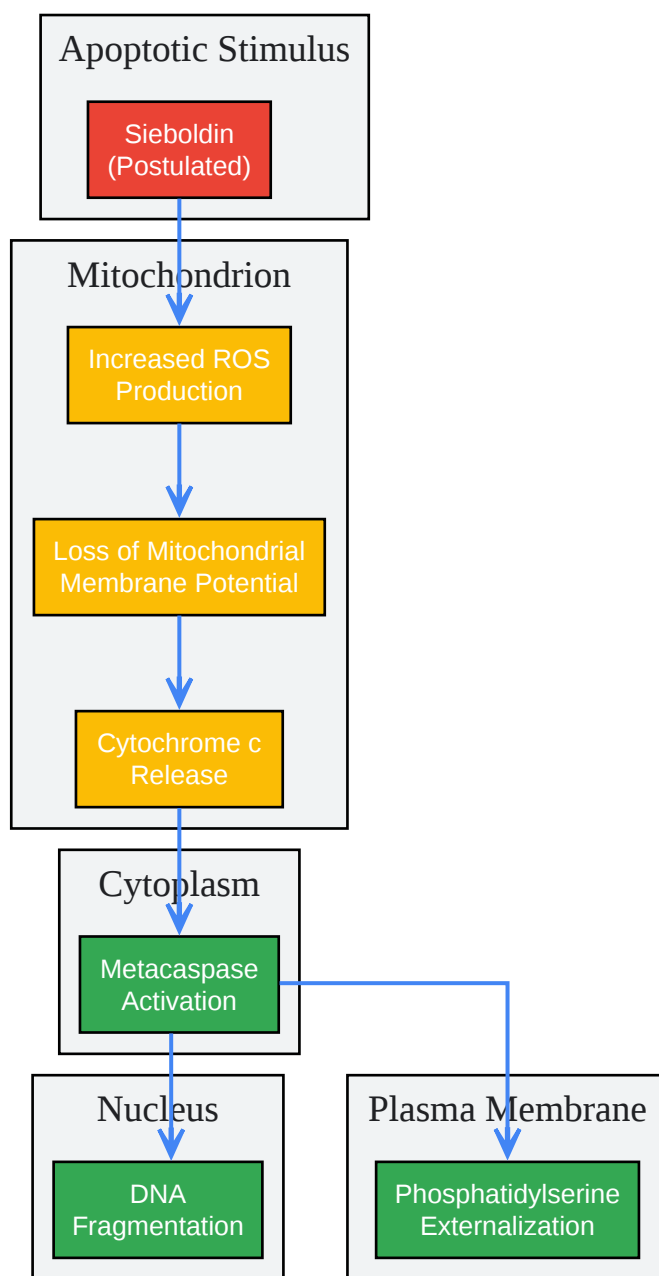 Apoptotic Stimulus
Sieboldin
(Postulated)
Mitochondrion
Increased ROS
Production
Loss of Mitochondrial
Membrane Potential
Cytochrome c
Release
Cytoplasm
Metacaspase
Activation
Nucleus
DNA
Fragmentation
Plasma Membrane
Phosphatidylserine
Externalization